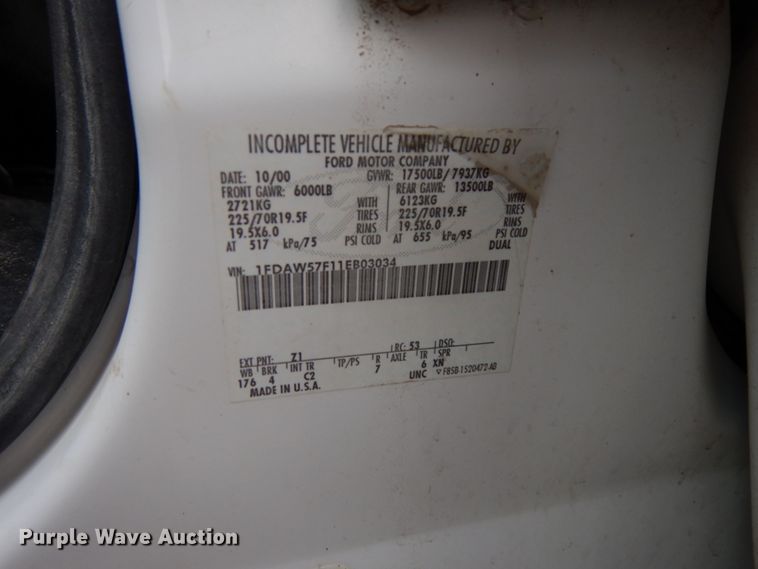 INCOMPLETE VEHICLE MANUFACTURED BY
FORD MOTOR COMPANY
DATE: 10/00 GVWR: 17500LB/ 7937KG
FRONT GAWR: 6000LB REAR GAWR: 13500LB
2721KG WITH 6123KG WITH
225/70R19.5F TIRES 225/70R19.5F TIRES
19.5X6.0 RIMS 19.5X6.0 RIMS
AT 517 kPa/75 PSI COLD AT 655 kPa/95 PSI COLD
DUAL
VIN: 1FDAW57F11EB03034
EXT PNT: Z1 RC: 53 DSO:
WB BRK INT TR TP/PS R AXLE TR SPR
176 4 C2 7 6 XN
MADE IN U.S.A. UNC F85B-1520472-AD
Purple Wave Auction